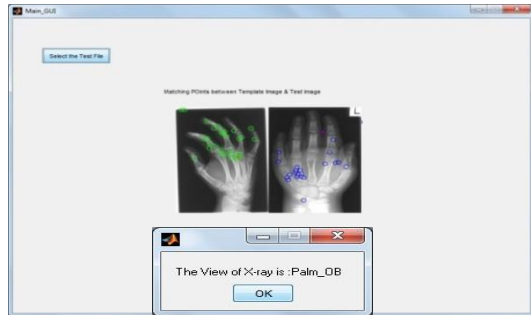 Main_GUI
Select the Test File
Matching POints between Template Image & Test image
L
The View of X-ray is :Palm_OB
OK